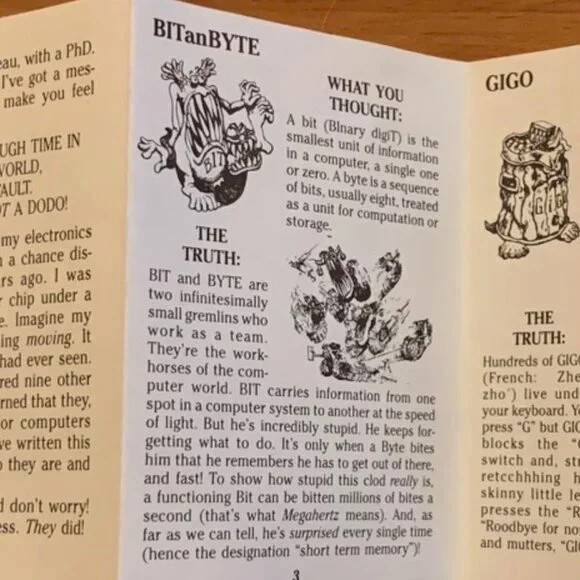 eau, with a PhD.
I've got a mes-
make you feel
UGH TIME IN
WORLD,
AULT.
OT A DODO!
my electronics
n a chance dis-
rs ago. I was
r chip under a
e. Imagine my
ing moving. It
had ever seen.
red nine other
rned that they,
or computers
ve written this
o they are and
d don't worry!
ess. They did!
BITanBYTE
BIT
WHAT YOU
THOUGHT:
A bit (BInary digiT) is the
smallest unit of information
in a computer, a single one
or zero. A byte is a sequence
of bits, usually eight, treated
as a unit for computation or
storage.
THE
TRUTH:
BIT and BYTE are
two infinitesimally
small gremlins who
work as a team.
They're the work-
horses of the com-
puter world. BIT carries information from one
spot in a computer system to another at the speed
of light. But he's incredibly stupid. He keeps for-
getting what to do. It's only when a Byte bites
him that he remembers he has to get out of there,
and fast! To show how stupid this clod really is,
a functioning Bit can be bitten millions of bites a
second (that's what Megahertz means). And, as
far as we can tell, he's surprised every single time
(hence the designation "short term memory")!
3
GIGO
GIG
THE
TRUTH:
Hundreds of GIG
(French: Zhe
zho') live und
your keyboard. Y
press "G" but GIG
blocks the "
switch and, str
retcchhhing h
skinny little le
presses the "R
"Roodbye for no
and mutters, "GI